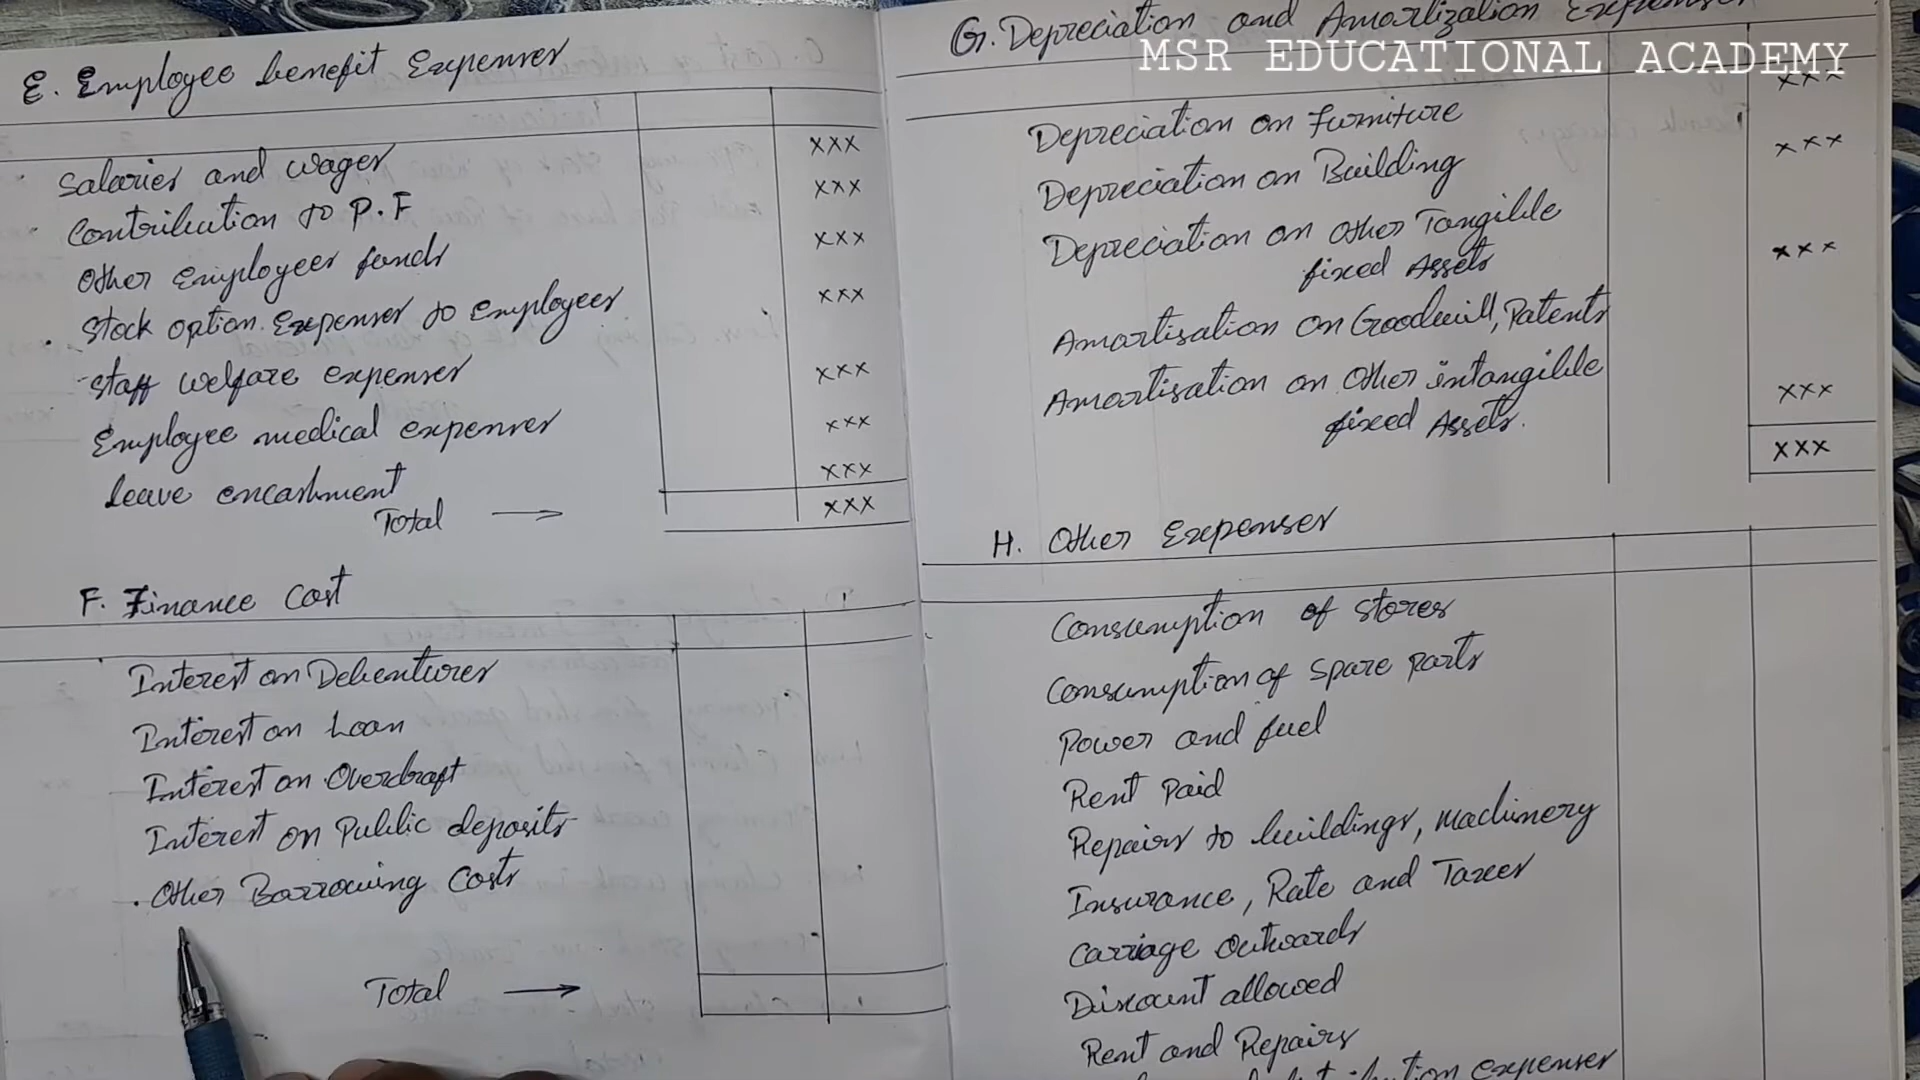 E. Employee benefit Expenses
Salaries and wages xxx
Contribution to P.F xxx
Other Employees funds xxx
Stock option Expenses to Employees xxx
Staff welfare expenses xxx
Employee medical expenses xxx
leave encashment xxx
Total → xxx
F. Finance Cost
Interest on Debentures
Interest on Loan
Interest on Overdraft
Interest on Public deposits
Other Borrowing Costs
Total →
G. Depreciation and Amortization Expenses
MSR EDUCATIONAL ACADEMY
Depreciation on furniture xxx
Depreciation on Building xxx
Depreciation on Other Tangible
fixed Assets xxx
Amortisation on Goodwill, Patents
Amortisation on Other intangible
fixed Assets. xxx
xxx
H. Other Expenses
Consumption of stores
Consumption of Spare Parts
Power and fuel
Rent Paid
Repairs to buildings, machinery
Insurance, Rate and Taxes
Carriage Outwards
Discount allowed
Rent and Repairs
expenses